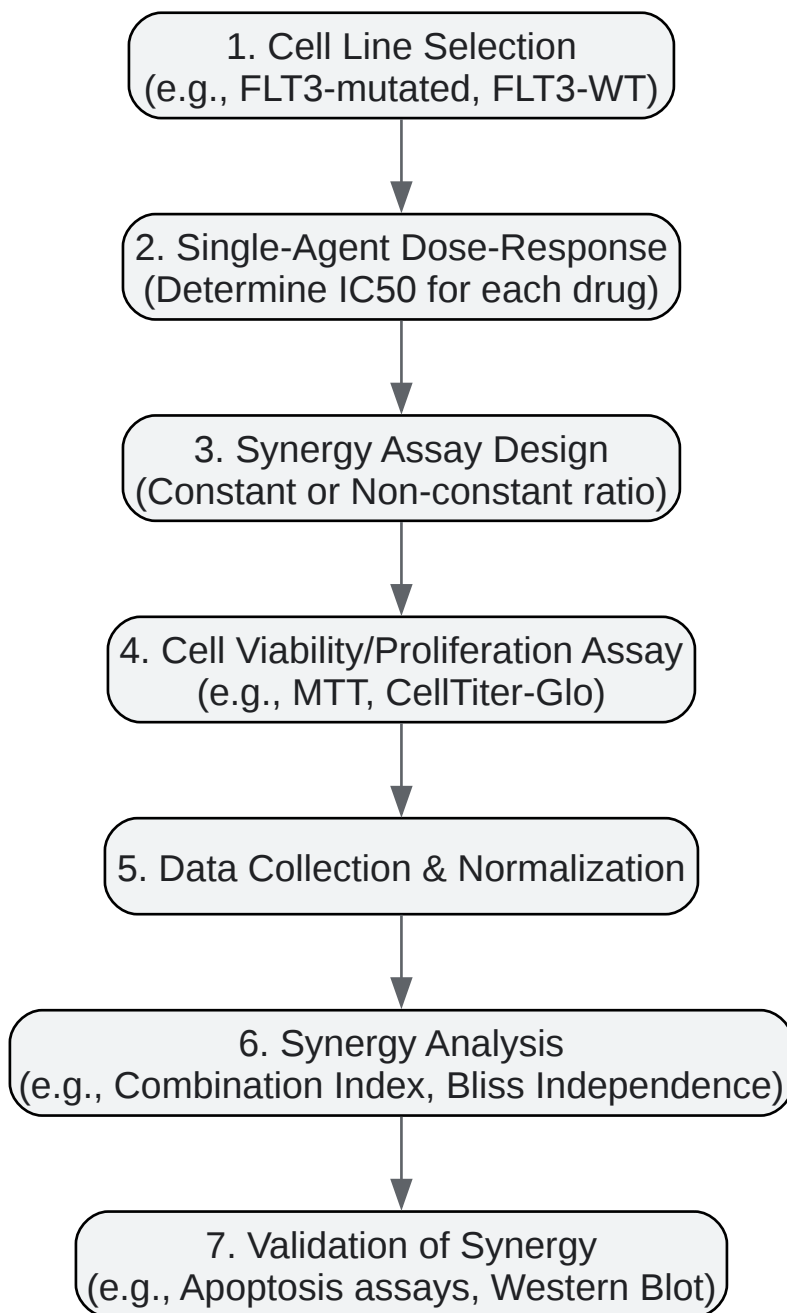 1. Cell Line Selection
(e.g., FLT3-mutated, FLT3-WT)
2. Single-Agent Dose-Response
(Determine IC50 for each drug)
3. Synergy Assay Design
(Constant or Non-constant ratio)
4. Cell Viability/Proliferation Assay
(e.g., MTT, CellTiter-Glo)
5. Data Collection & Normalization
6. Synergy Analysis
(e.g., Combination Index, Bliss Independence)
7. Validation of Synergy
(e.g., Apoptosis assays, Western Blot)